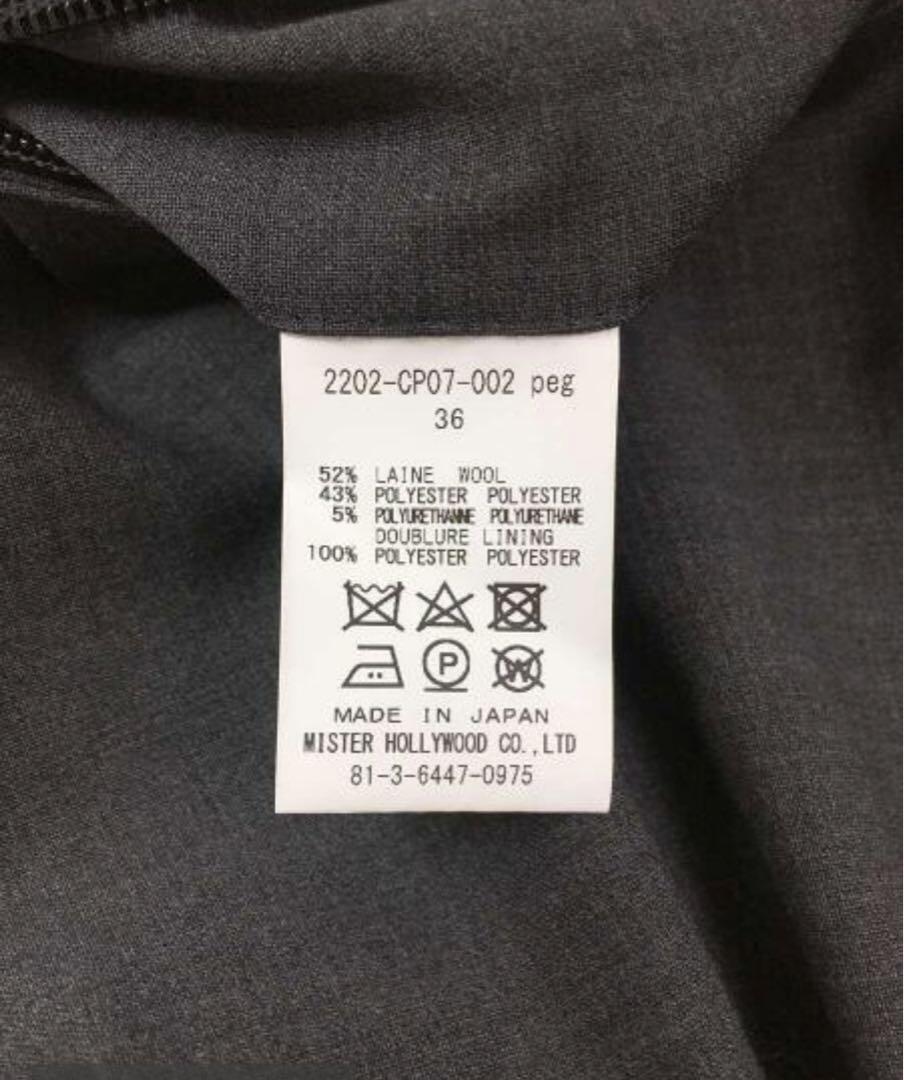 2202-CP07-002 peg
36
52% LAINE WOOL
43% POLYESTER POLYESTER
5% POLYURETHANNE POLYURETHANE
DOUBLURE LINING
100% POLYESTER POLYESTER
P
W
MADE IN JAPAN
MISTER HOLLYWOOD CO.,LTD
81-3-6447-0975